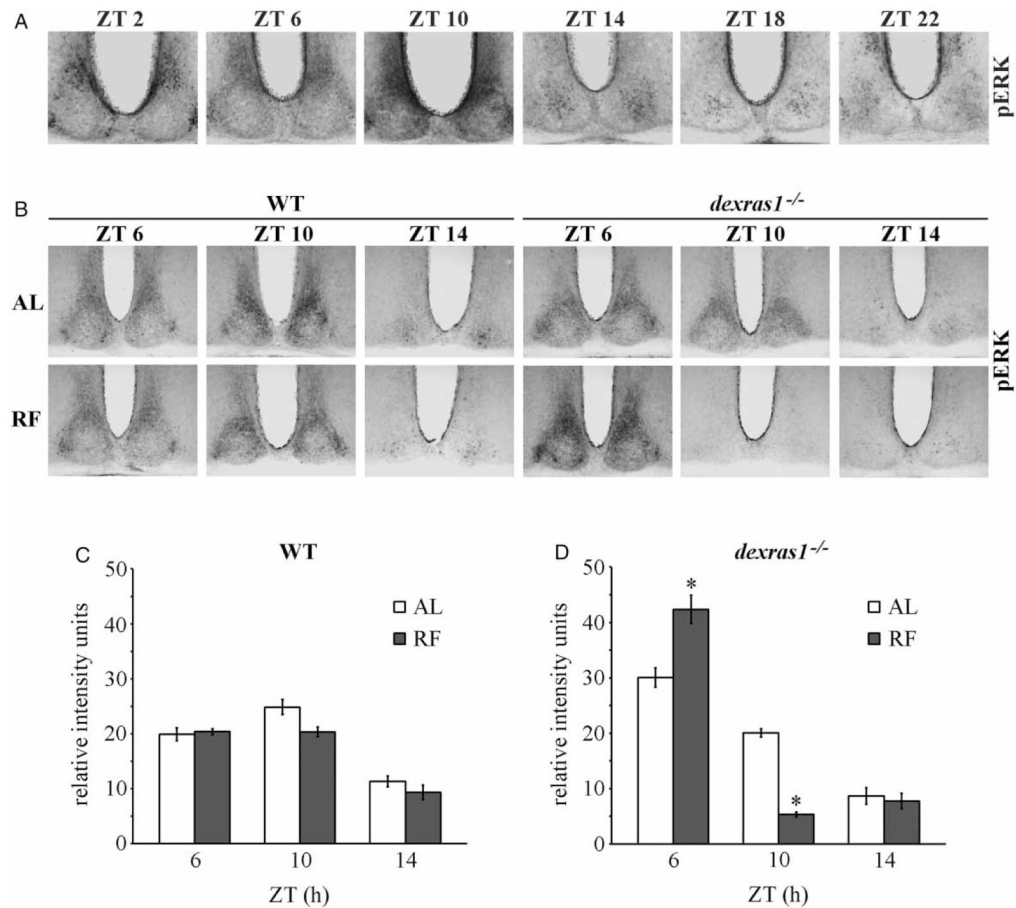 A
ZT 2 ZT 6 ZT 10 ZT 14 ZT 18 ZT 22
pERK
B
WT dexras1-/-
ZT 6 ZT 10 ZT 14 ZT 6 ZT 10 ZT 14
AL
pERK
RF
C WT
50
40
30
20
10
0
relative intensity units
AL
RF
6 10 14
ZT (h)
D dexras1-/-
50
40
30
20
10
0
relative intensity units
AL
RF
*
*
6 10 14
ZT (h)